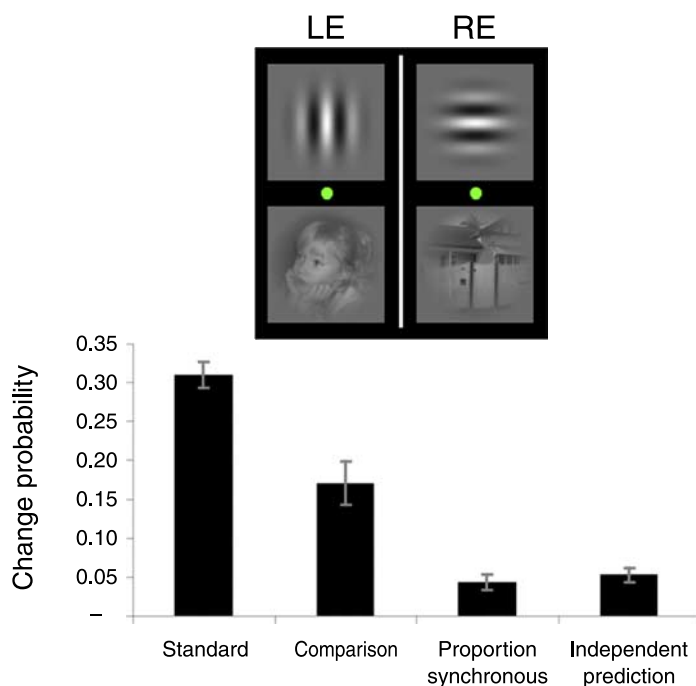 LE RE
0.35
0.30
0.25
0.20
0.15
0.10
0.05
–
Change probability
Standard Comparison Proportion synchronous Independent prediction